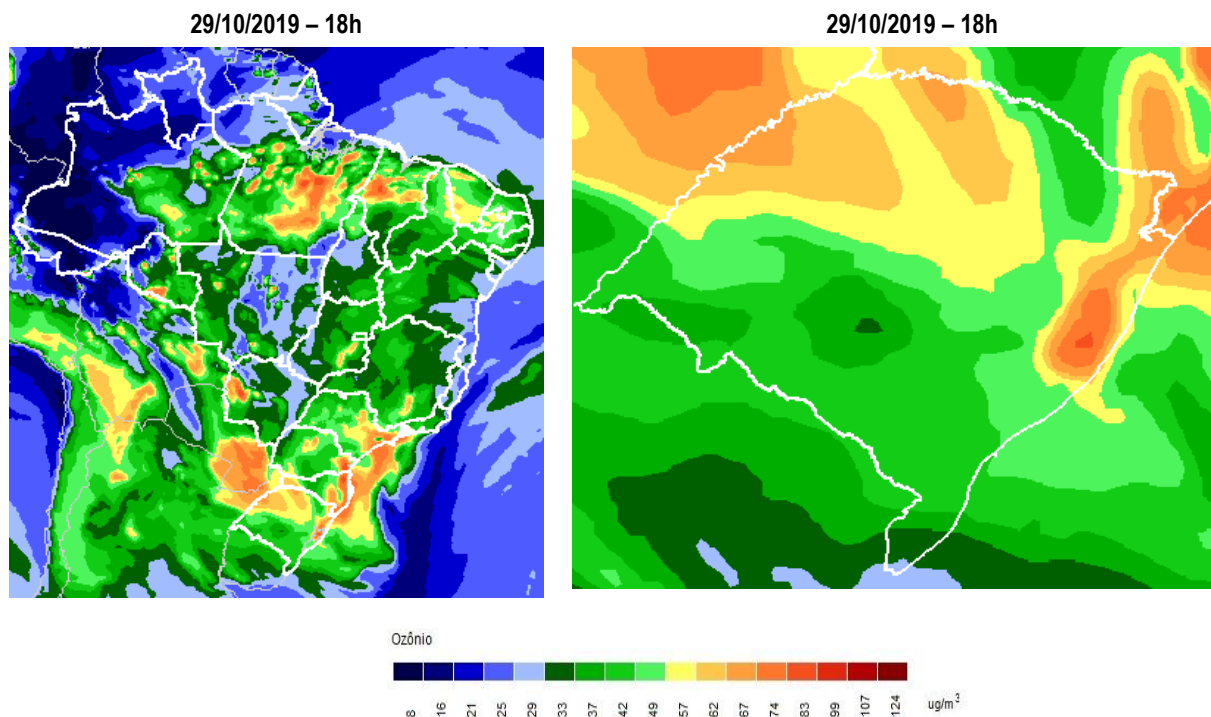 29/10/2019 – 18h
29/10/2019 – 18h
Ozônio
8 16 21 25 29 33 37 42 49 57 62 67 74 83 99 107 124 ug/m³